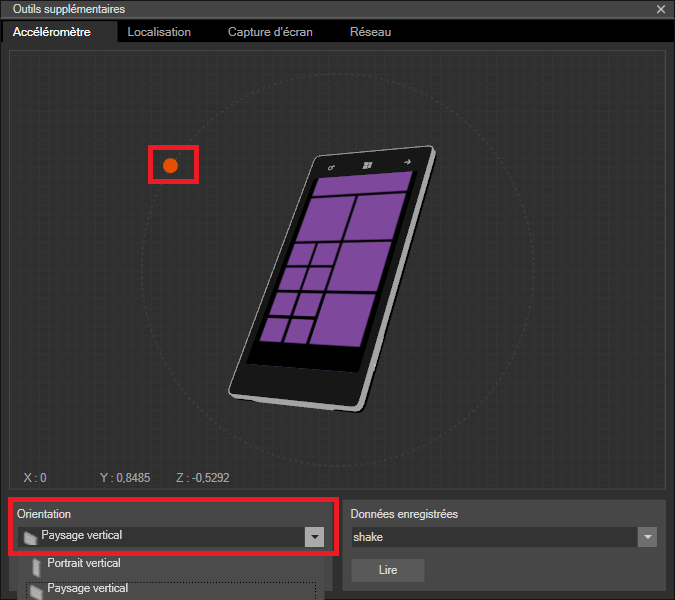 Outils supplémentaires
Accéléromètre Localisation Capture d'écran Réseau
X : 0 Y : 0,8485 Z : -0,5292
Orientation
Paysage vertical
Portrait vertical
Paysage vertical
Données enregistrées
shake
Lire